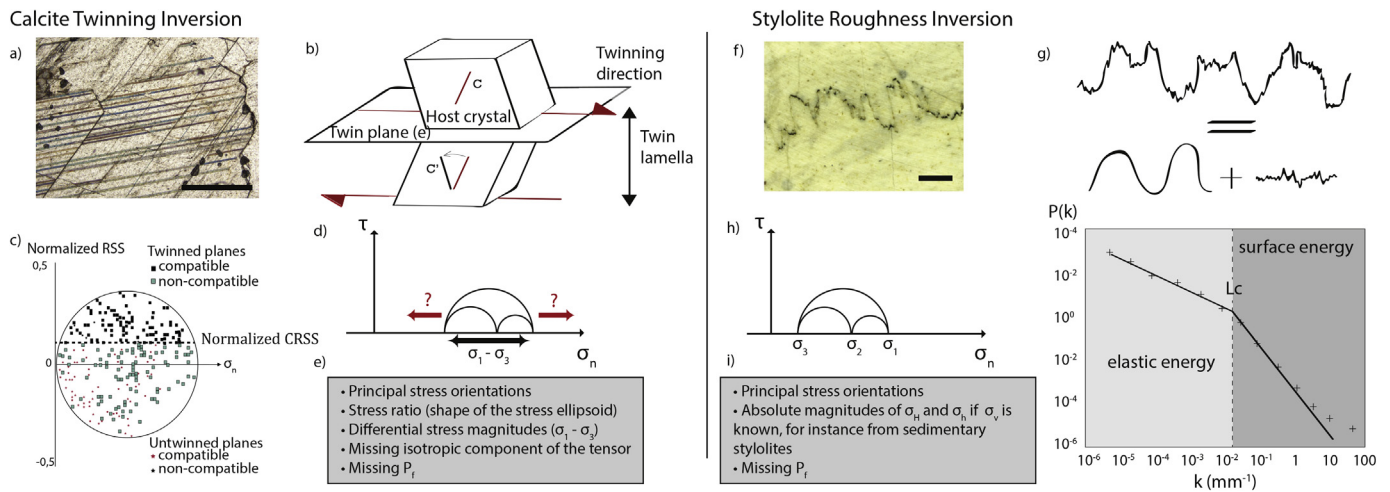 Calcite Twinning Inversion
a)
b)
C
Host crystal
Twin plane (e)
C'
Twinning
direction
Twin
lamella
c)
Normalized RSS
0,5
Twinned planes
compatible
non-compatible
Normalized CRSS
0
σn
-0,5
Untwinned planes
compatible
non-compatible
d)
τ
?
?
σ1 - σ3
σn
e)
• Principal stress orientations
• Stress ratio (shape of the stress ellipsoid)
• Differential stress magnitudes (σ1 - σ3)
• Missing isotropic component of the tensor
• Missing Pf
Stylolite Roughness Inversion
f)
g)
=
+
h)
τ
σ3
σ2
σ1
σn
i)
• Principal stress orientations
• Absolute magnitudes of σH and σh if σv is
known, for instance from sedimentary
stylolites
• Missing Pf
P(k)
10-4
10-2
100
10-2
10-4
10-6
surface energy
Lc
elastic energy
10-6 10-5 10-4 10-3 10-2 10-1 1 10 100
k (mm-1)